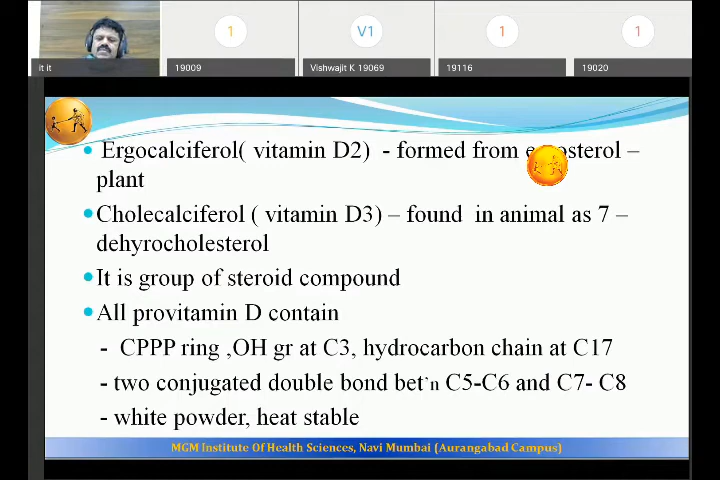 it it
1
19009
V1
Vishwajit K 19069
1
19116
1
19020
Ergocalciferol( vitamin D2) - formed from –
plant
Cholecalciferol ( vitamin D3) – found in animal as 7 –
dehyrocholesterol
It is group of steroid compound
All provitamin D contain
- CPPP ring ,OH gr at C3, hydrocarbon chain at C17
- two conjugated double bond bet`n C5-C6 and C7- C8
- white powder, heat stable
MGM Institute Of Health Sciences, Navi Mumbai (Aurangabad Campus)